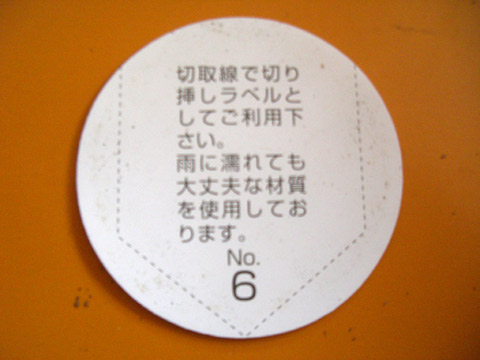 切取線で切り
挿しラベルと
してご利用下
さい。
雨に濡れても
大丈夫な材質
を使用してお
ります。
No.
6